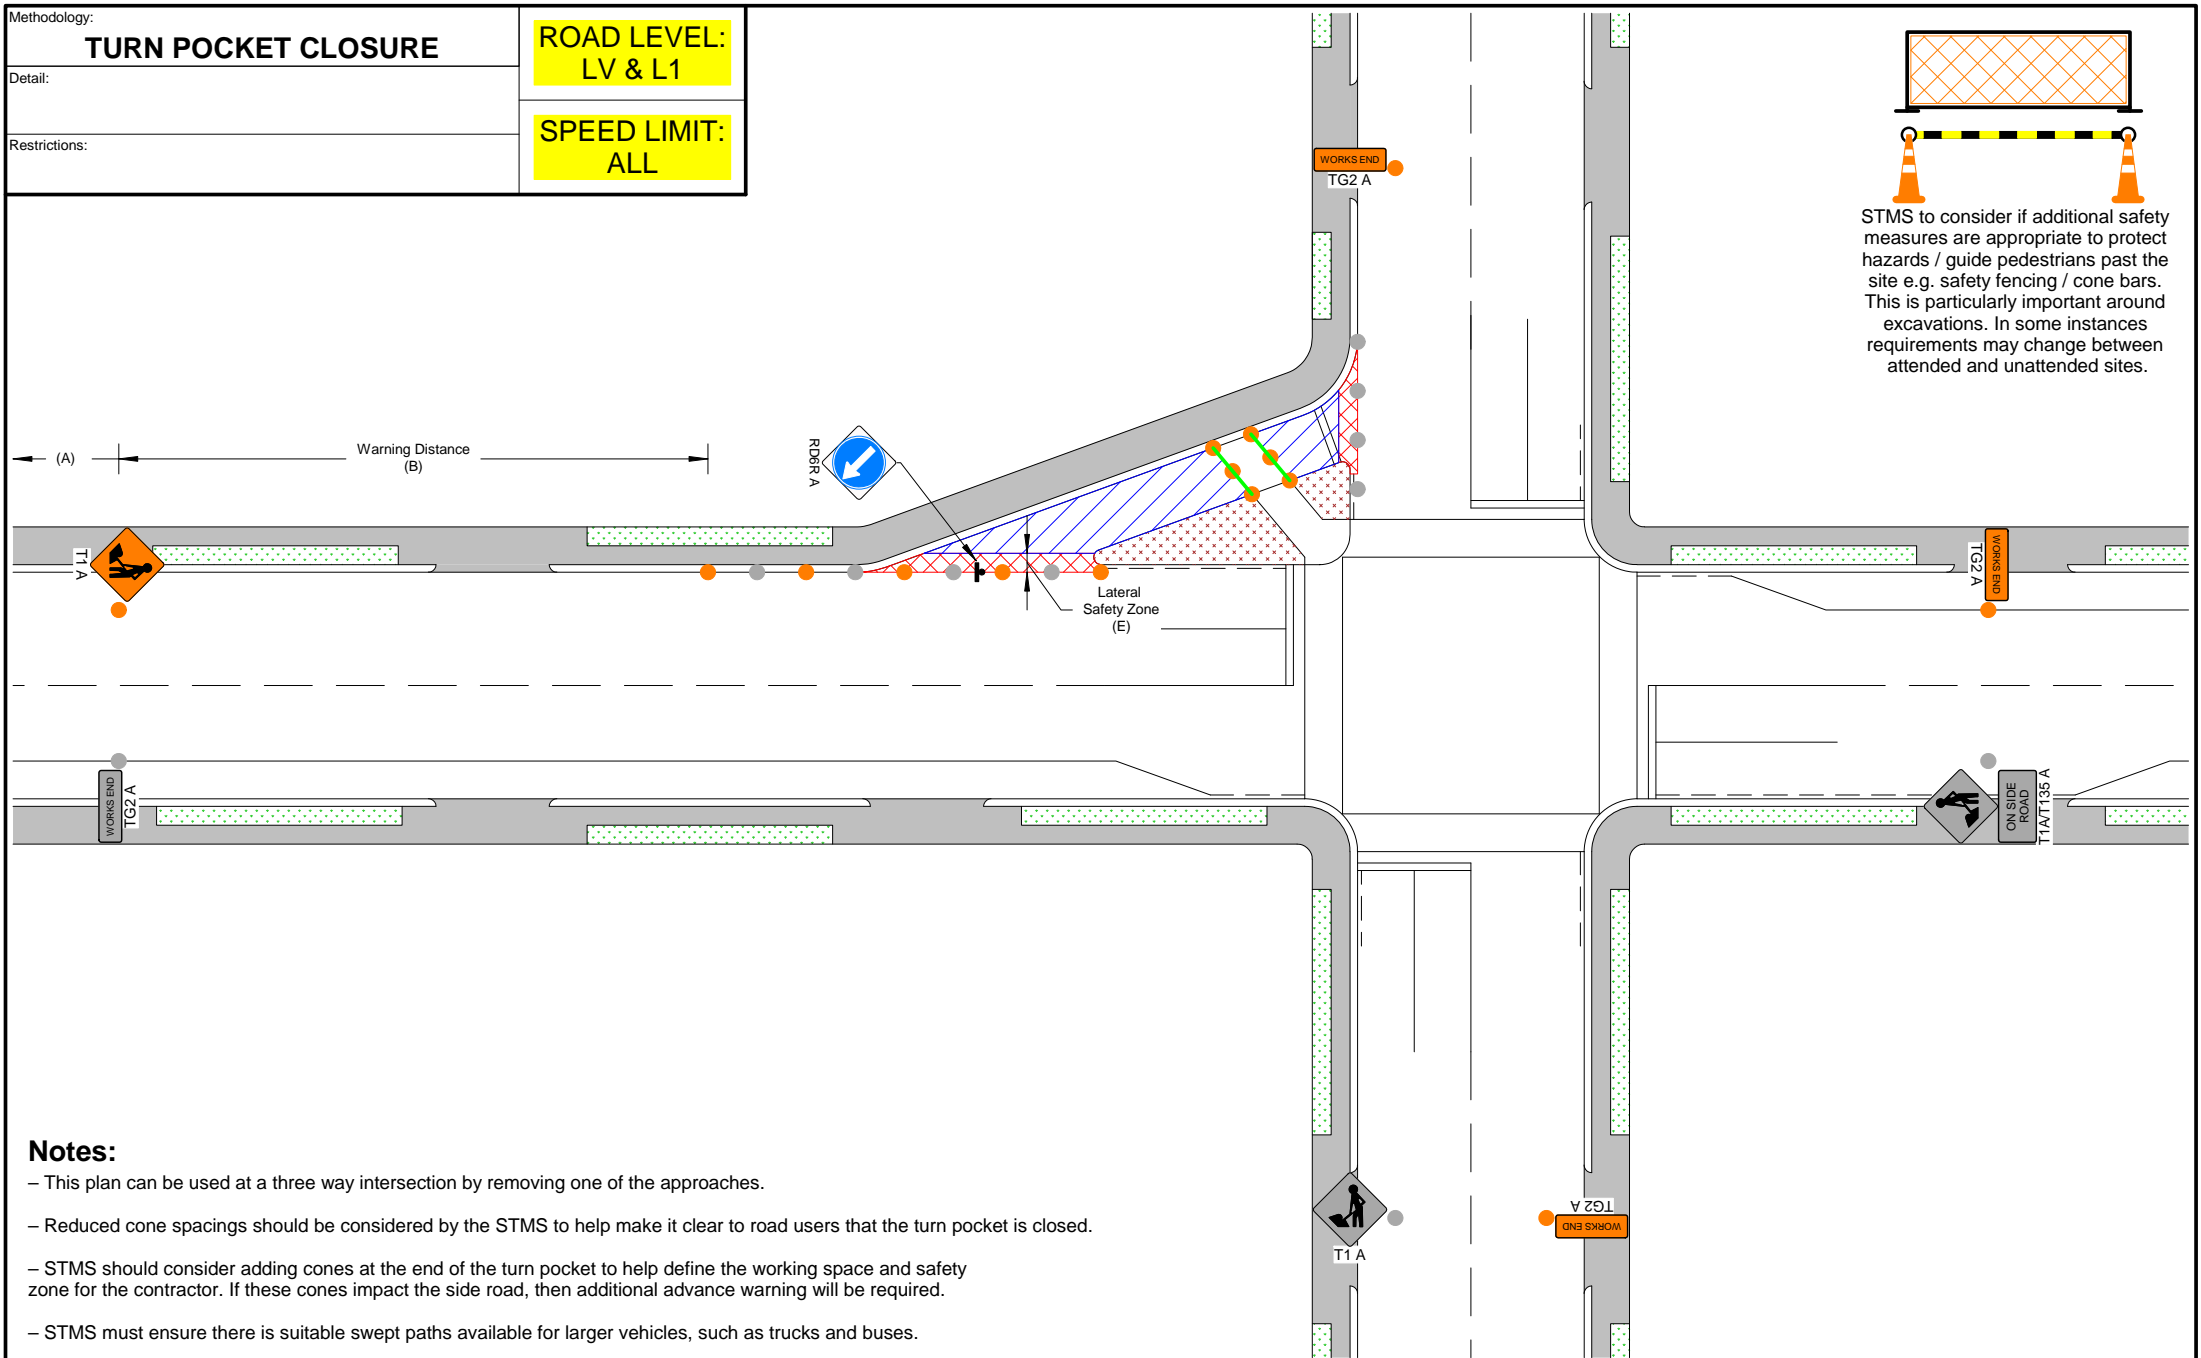 Methodology:
TURN POCKET CLOSURE
Detail:
Restrictions:
ROAD LEVEL:
LV & L1
SPEED LIMIT:
ALL
STMS to consider if additional safety
measures are appropriate to protect
hazards / guide pedestrians past the
site e.g. safety fencing / cone bars.
This is particularly important around
excavations. In some instances
requirements may change between
attended and unattended sites.
WORKS END
TG2 A
(A)
Warning Distance
(B)
RD6R A
T1 A
Lateral
Safety Zone
(E)
WORKS END
TG2 A
WORKS END
TG2 A
ON SIDE
ROAD
T1A/T135 A
T1 A
TG2 A
WORKS END
Notes:
– This plan can be used at a three way intersection by removing one of the approaches.
– Reduced cone spacings should be considered by the STMS to help make it clear to road users that the turn pocket is closed.
– STMS should consider adding cones at the end of the turn pocket to help define the working space and safety
zone for the contractor. If these cones impact the side road, then additional advance warning will be required.
– STMS must ensure there is suitable swept paths available for larger vehicles, such as trucks and buses.